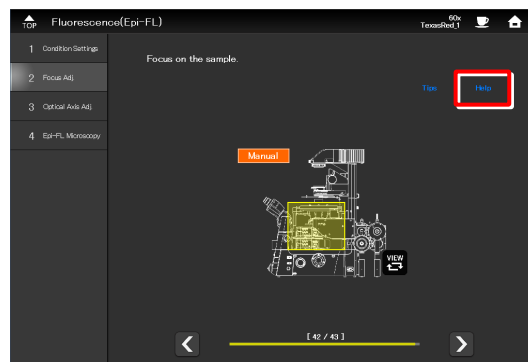 TOP Fluorescence(Epi-FL) 60x
TexasRed_1
1 Condition Settings
2 Focus Adj.
3 Optical Axis Adj.
4 Epi-FL Microscopy
Focus on the sample.
Tips Help
Manual
VIEW
[ 42 / 43 ]